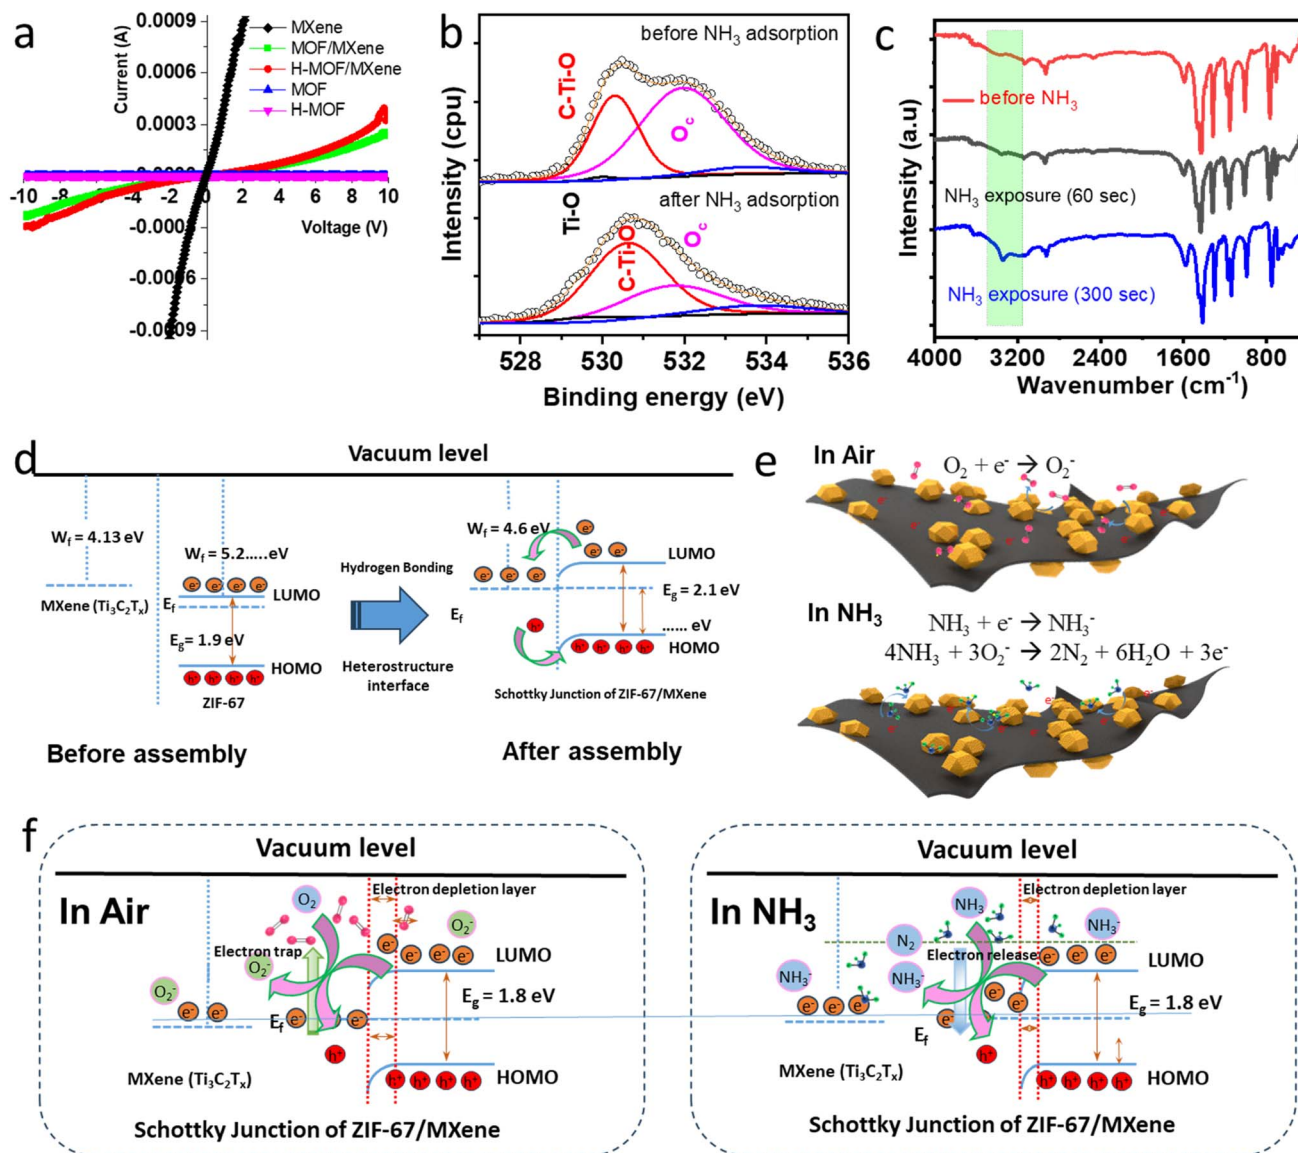 a
Current (A)
0.0009
0.0006
0.0003
-0.0006
-0.0009
-10 -8 -6 -4 -2 0 2 4 6 8 10
Voltage (V)
MXene
MOF/MXene
H-MOF/MXene
MOF
H-MOF
b
Intensity (cpu)
before NH3 adsorption
C-Ti-O
Oc
Ti-O
after NH3 adsorption
C-Ti-O
Oc
528 530 532 534 536
Binding energy (eV)
c
Intensity (a.u)
before NH3
NH3 exposure (60 sec)
NH3 exposure (300 sec)
4000 3200 2400 1600 800
Wavenumber (cm-1)
d
Vacuum level
Wf = 4.13 eV
Wf = 5.2.....eV
e- e- e- e-
LUMO
MXene (Ti3C2Tx)
Ef
Eg = 1.9 eV
HOMO
h+ h+ h+ h+
ZIF-67
Before assembly
Hydrogen Bonding
Heterostructure
interface
Wf = 4.6 eV
e-
e- e-
LUMO
e- e- e-
Eg = 2.1 eV
Ef
h+
...... eV
h+ h+ h+ h+
HOMO
Schottky Junction of ZIF-67/MXene
After assembly
e
In Air
O2 + e- → O2-
In NH3
NH3 + e- → NH3-
4NH3 + 3O2- → 2N2 + 6H2O + 3e-
f
Vacuum level
In Air
Electron depletion layer
O2
O2-
Electron trap
e-
e- e- e-
LUMO
O2-
O2-
Eg = 1.8 eV
e- e-
Ef
e- e-
h+
h+ h+ h+ h+
HOMO
MXene (Ti3C2Tx)
Schottky Junction of ZIF-67/MXene
Vacuum level
In NH3
Electron depletion layer
NH3
NH3-
N2
Electron release
e- e- e-
LUMO
NH3-
NH3-
e- e- e-
e-
e-
Eg = 1.8 eV
e-
Ef
h+
h+ h+ h+ h+
HOMO
MXene (Ti3C2Tx)
Schottky Junction of ZIF-67/MXene